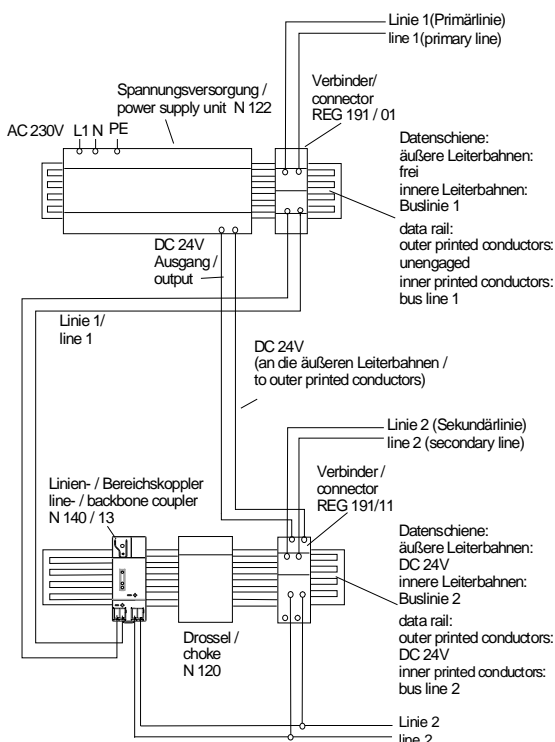 Linie 1(Primärlinie)
line 1(primary line)
Spannungsversorgung /
power supply unit N 122
Verbinder/
connector
REG 191 / 01
AC 230V L1 N PE
Datenschiene:
äußere Leiterbahnen:
frei
innere Leiterbahnen:
Buslinie 1
data rail:
outer printed conductors:
unengaged
inner printed conductors:
bus line 1
DC 24V
Ausgang /
output
Linie 1/
line 1
DC 24V
(an die äußeren Leiterbahnen /
to outer printed conductors)
Linie 2 (Sekundärlinie)
line 2 (secondary line)
Linien- / Bereichskoppler
line- / backbone coupler
N 140 / 13
Verbinder /
connector
REG 191/11
Datenschiene:
äußere Leiterbahnen:
DC 24V
innere Leiterbahnen:
Buslinie 2
data rail:
outer printed conductors:
DC 24V
inner printed conductors:
bus line 2
Drossel /
choke
N 120
Linie 2
line 2